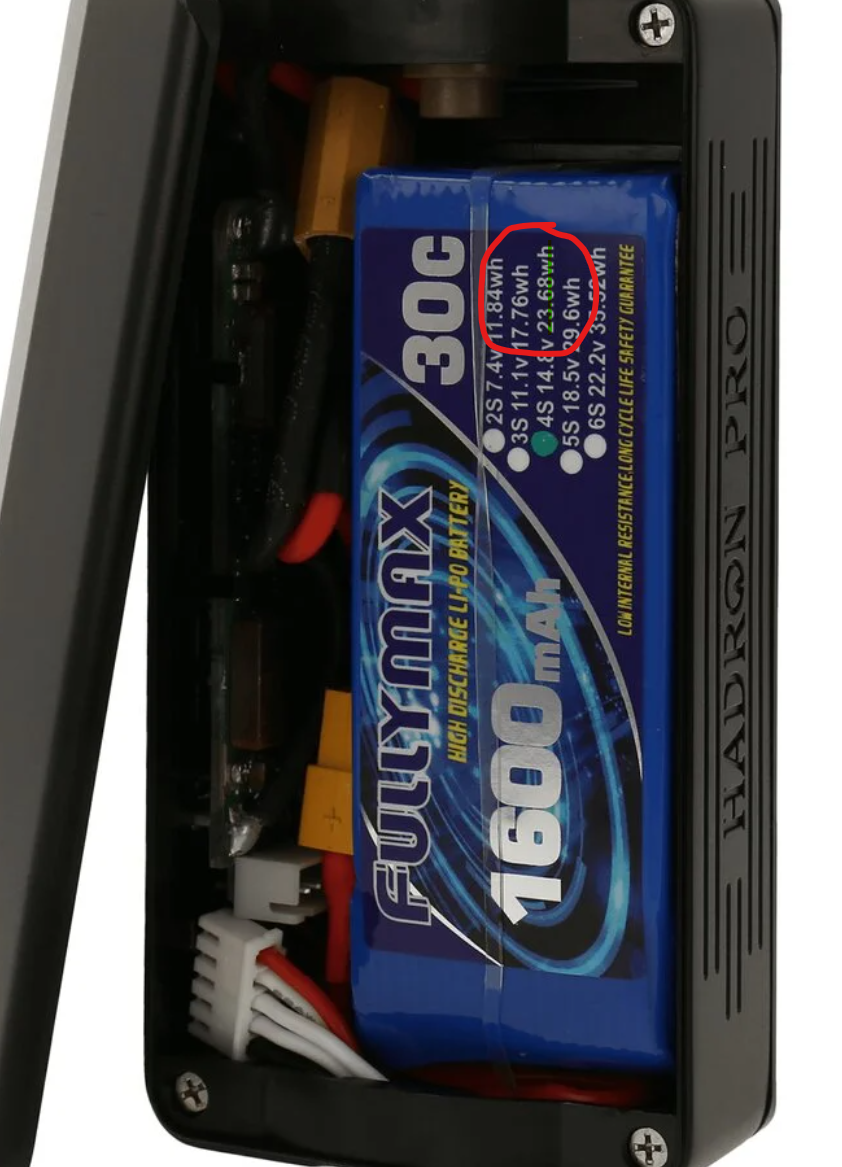 FULLYMAX 30C
HIGH DISCHARGE LI-PO BATTERY
1600mAh
2S 7.4v 11.84wh
3S 11.1v 17.76wh
4S 14.8v 23.68wh
5S 18.5v 29.6wh
6S 22.2v 35.52wh
LOW INTERNAL RESISTANCE,LONG CYCLE LIFE SAFETY GUARANTEE
HADRON PRO